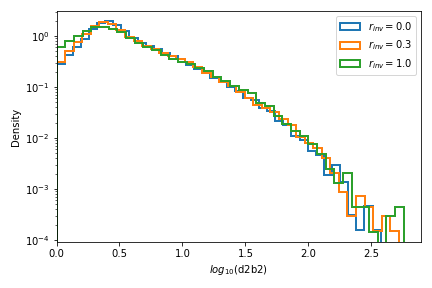 r_inv = 0.0
r_inv = 0.3
r_inv = 1.0
10^0
10^-1
10^-2
10^-3
10^-4
Density
0.0 0.5 1.0 1.5 2.0 2.5
log_10(d2b2)